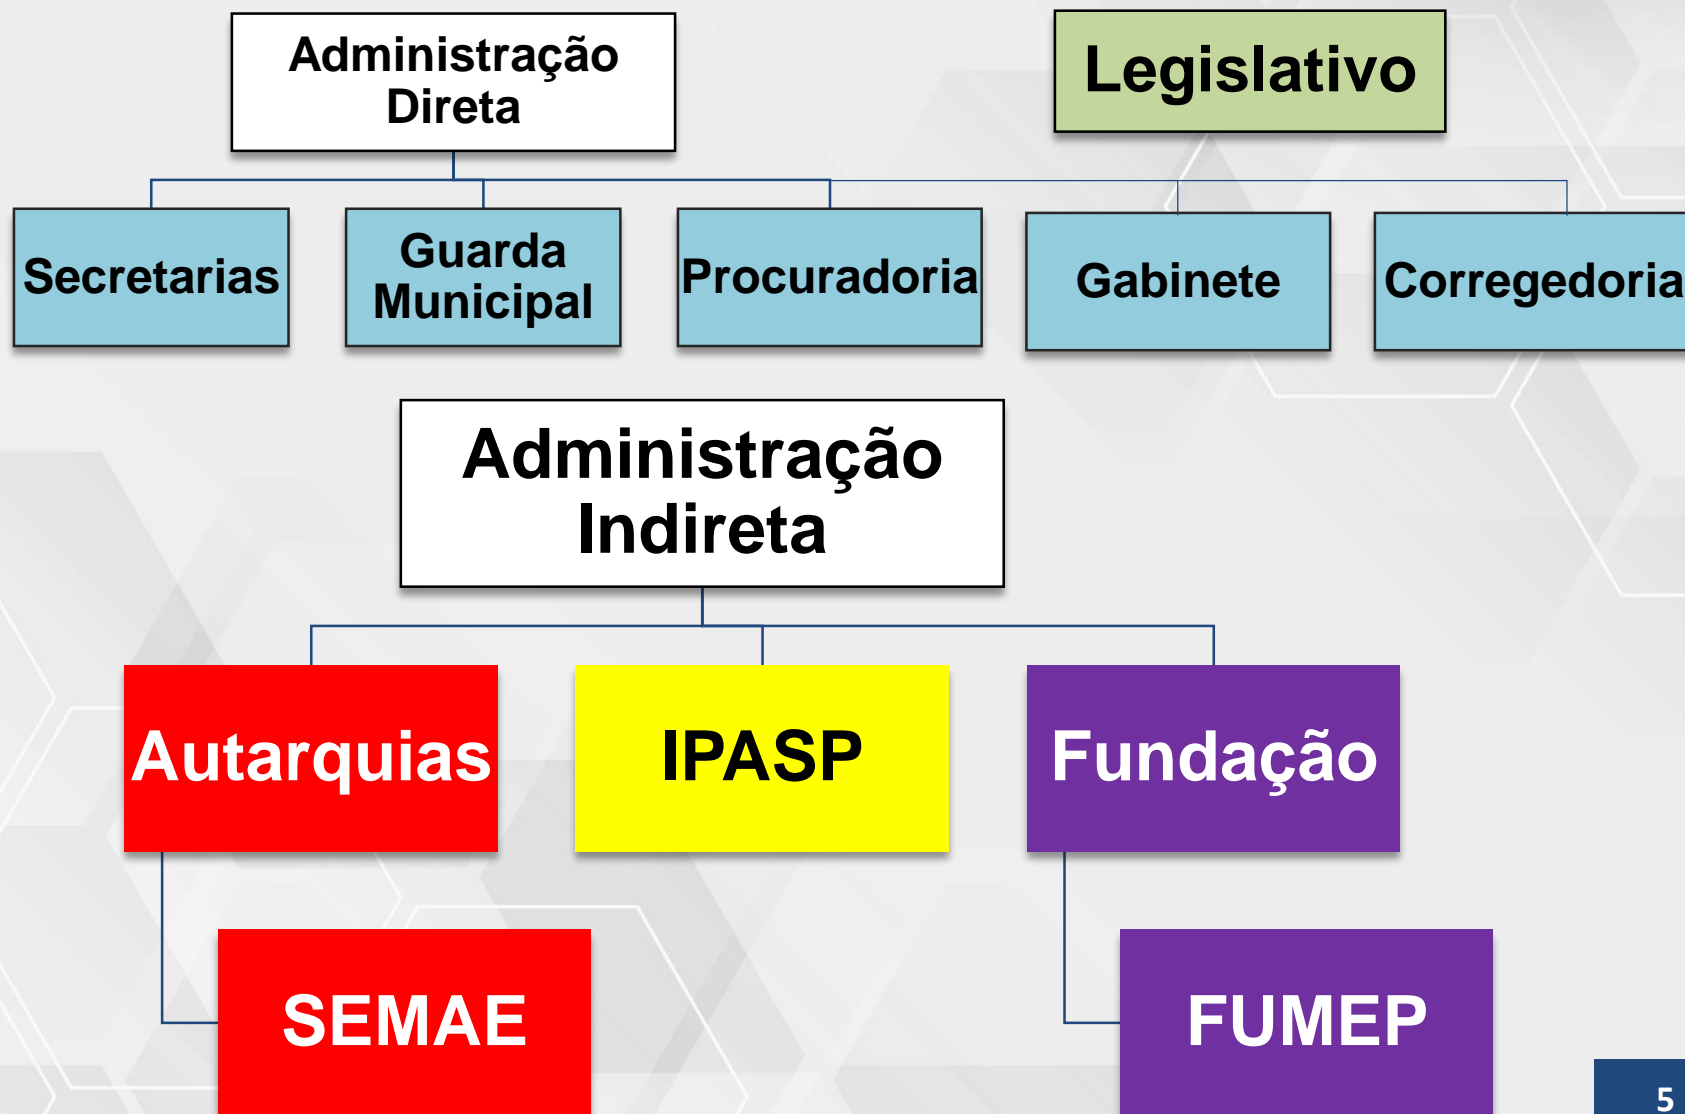 Administração
Direta
Legislativo
Secretarias
Guarda
Municipal
Procuradoria
Gabinete
Corregedoria
Administração
Indireta
Autarquias
IPASP
Fundação
SEMAE
FUMEP
5